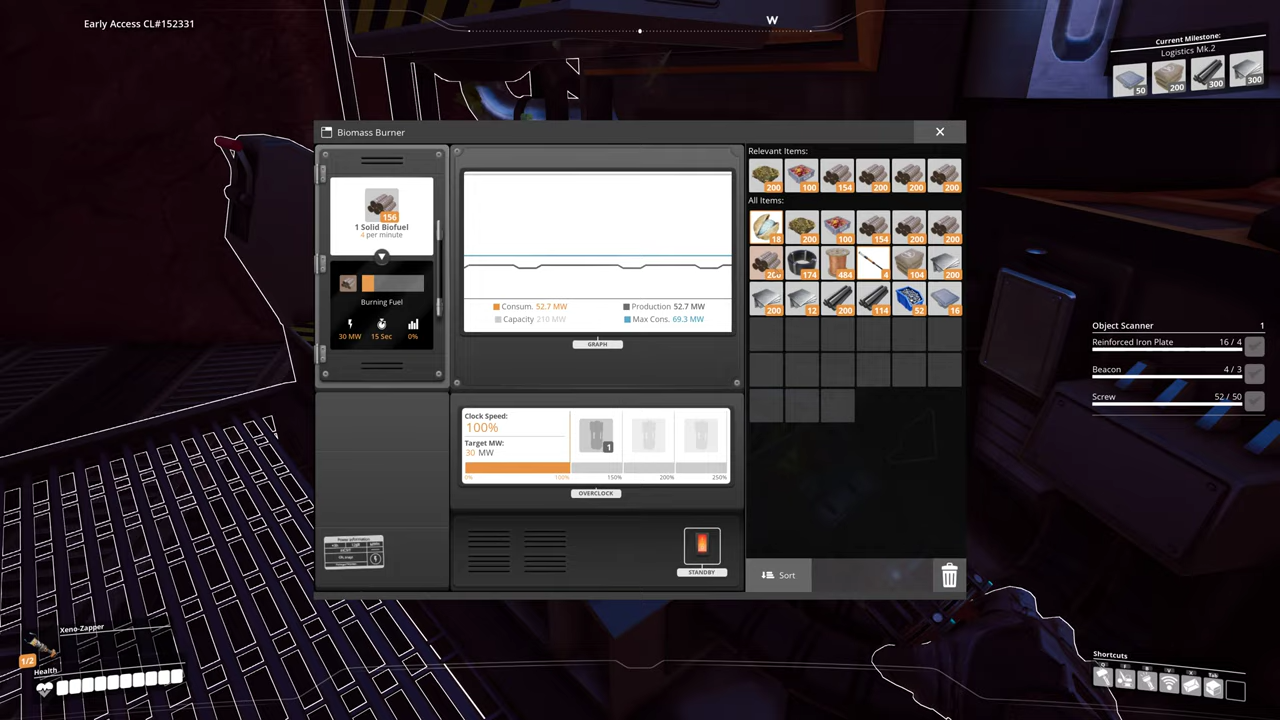 Early Access CL#152331
W
Current Milestone:
Logistics Mk.2
50
200
300
300
Biomass Burner
156
1 Solid Biofuel
4 per minute
Burning Fuel
30 MW
15 Sec
0%
Consum. 52.7 MW
Production 52.7 MW
Capacity 210 MW
Max Cons. 69.3 MW
GRAPH
Clock Speed:
100%
Target MW:
30 MW
1
0%
100%
150%
200%
250%
OVERCLOCK
STANDBY
Relevant Items:
200
100
154
200
200
200
All Items:
18
200
100
154
200
200
200
174
484
4
104
200
200
12
200
114
52
16
Sort
Object Scanner 1
Reinforced Iron Plate 16 / 4
Beacon 4 / 3
Screw 52 / 50
Xeno-Zapper
1/2
Health
Shortcuts
Tab